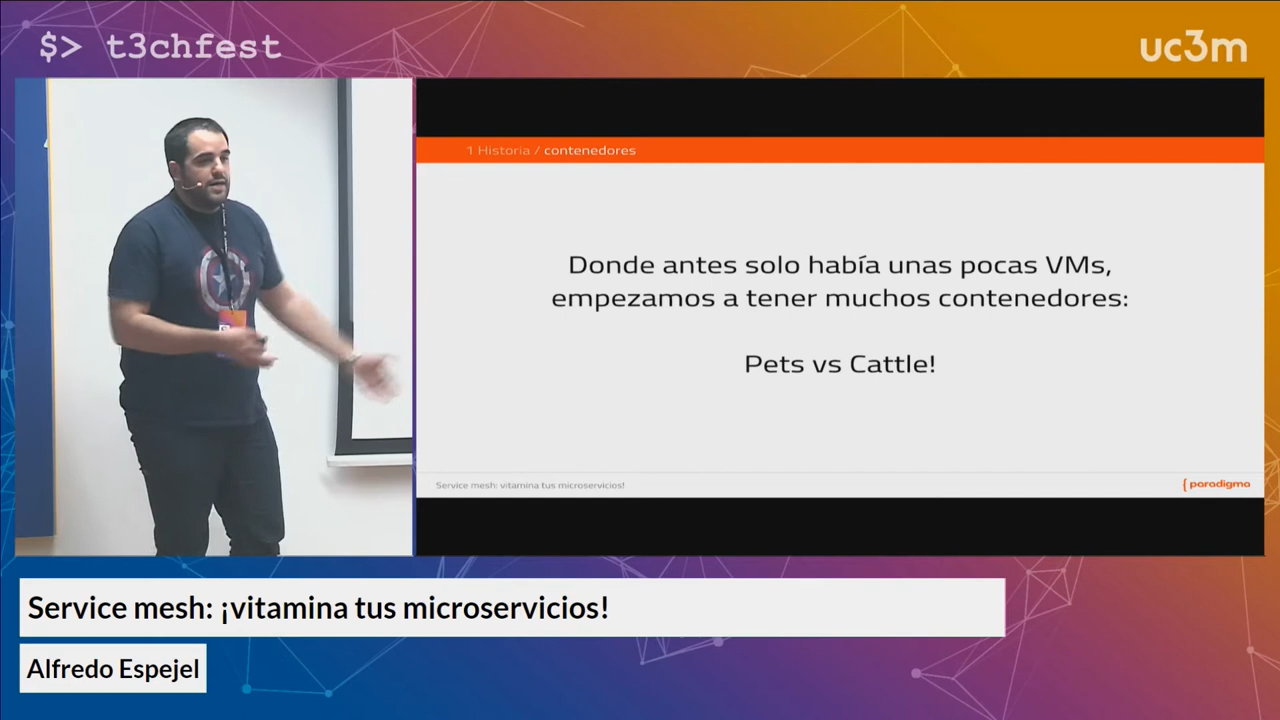 $> t3chfest
uc3m
1 Historia / contenedores
Donde antes solo había unas pocas VMs,
empezamos a tener muchos contenedores:
Pets vs Cattle!
Service mesh: vitamina tus microservicios!
{paradigma
Service mesh: ¡vitamina tus microservicios!
Alfredo Espejel